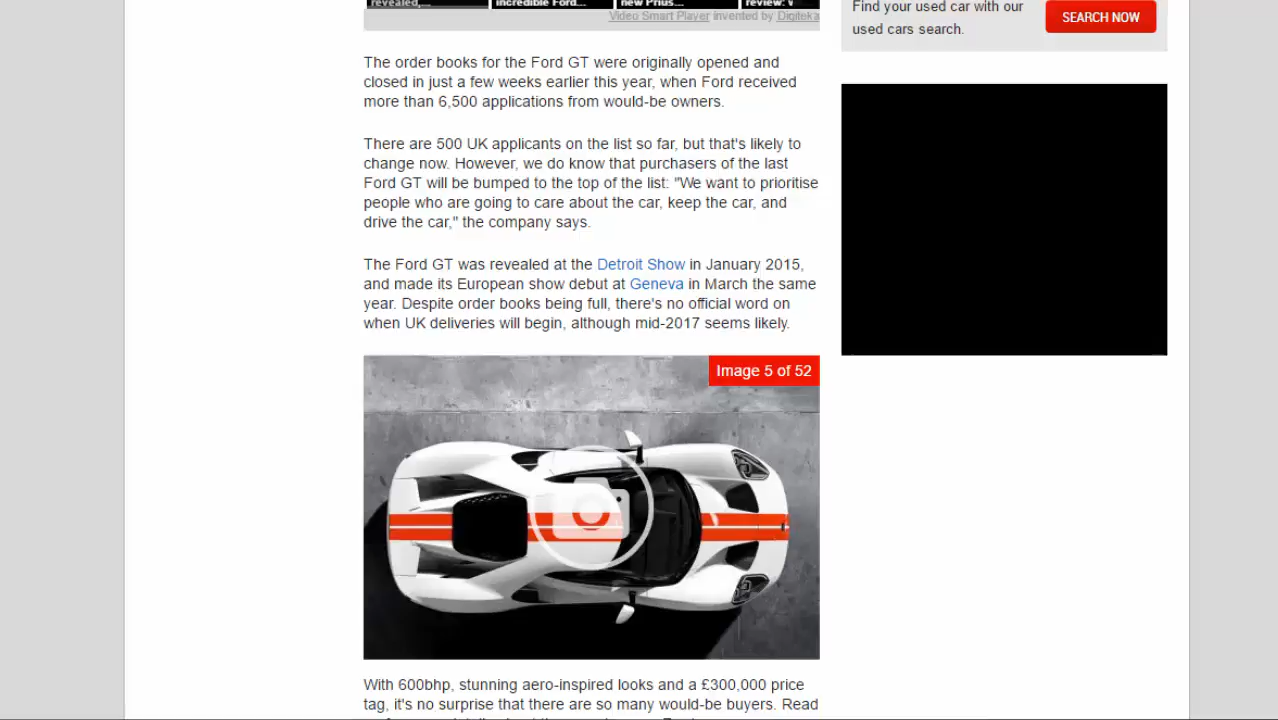 revealed,...
incredible Ford...
new Prius...
review: v
Video Smart Player invented by Digiteka
Find your used car with our
used cars search.
SEARCH NOW
The order books for the Ford GT were originally opened and
closed in just a few weeks earlier this year, when Ford received
more than 6,500 applications from would-be owners.
There are 500 UK applicants on the list so far, but that's likely to
change now. However, we do know that purchasers of the last
Ford GT will be bumped to the top of the list: "We want to prioritise
people who are going to care about the car, keep the car, and
drive the car," the company says.
The Ford GT was revealed at the Detroit Show in January 2015,
and made its European show debut at Geneva in March the same
year. Despite order books being full, there's no official word on
when UK deliveries will begin, although mid-2017 seems likely.
Image 5 of 52
With 600bhp, stunning aero-inspired looks and a £300,000 price
tag, it's no surprise that there are so many would-be buyers. Read